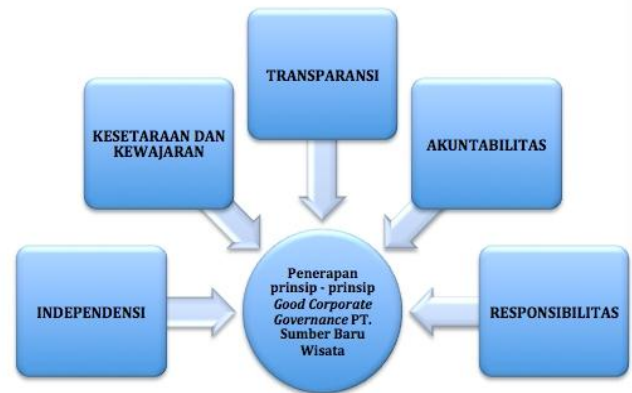 TRANSPARANSI
KESETARAAN DAN
KEWAJARAN
AKUNTABILITAS
INDEPENDENSI
Penerapan
prinsip - prinsip
Good Corporate
Governance PT.
Sumber Baru
Wisata
RESPONSIBILITAS